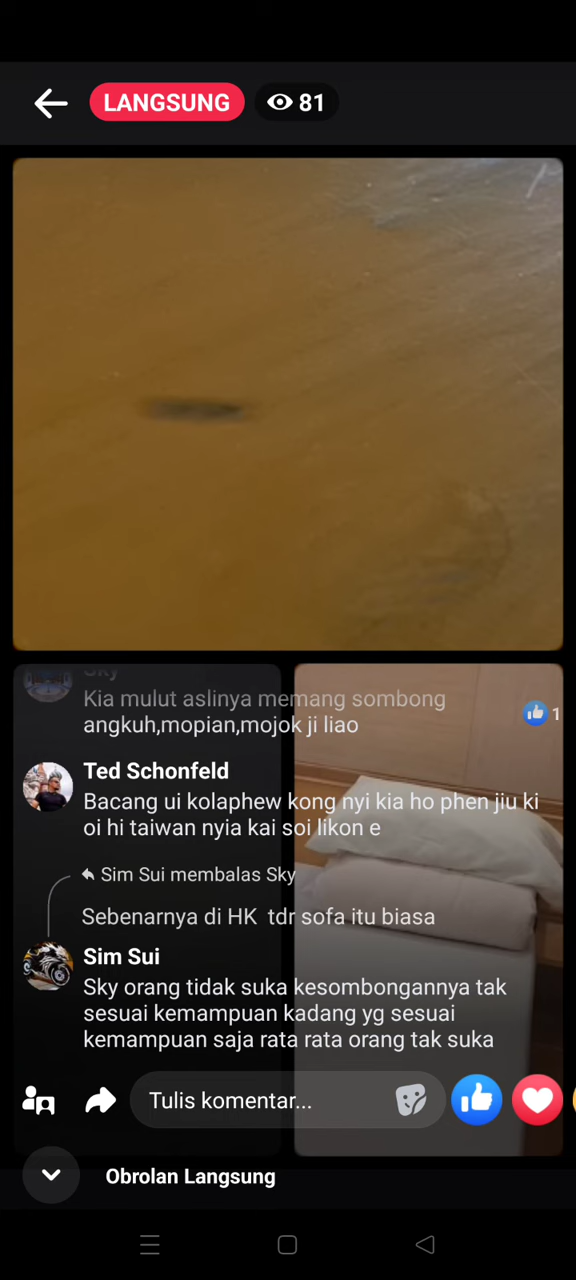 LANGSUNG
81
Sky
Kia mulut aslinya memang sombong
angkuh,mopian,mojok ji liao
1
Ted Schonfeld
Bacang ui kolaphew kong nyi kia ho phen jiu ki
oi hi taiwan nyia kai soi likon e
Sim Sui membalas Sky
Sebenarnya di HK tdr sofa itu biasa
Sim Sui
Sky orang tidak suka kesombongannya tak
sesuai kemampuan kadang yg sesuai
kemampuan saja rata rata orang tak suka
Tulis komentar...
Obrolan Langsung